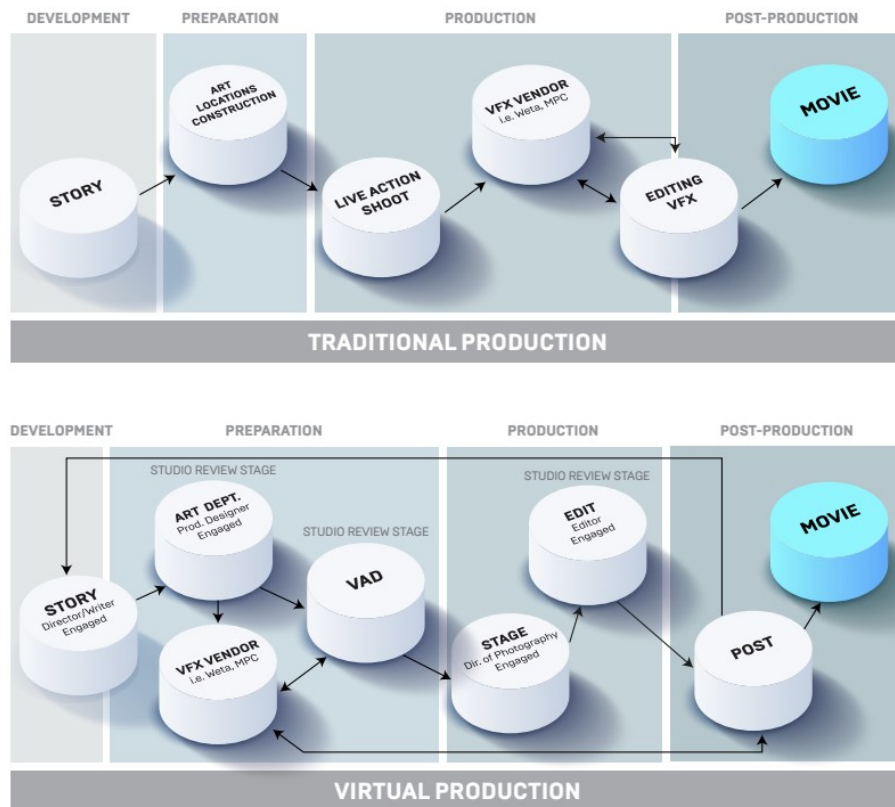 DEVELOPMENT
PREPARATION
PRODUCTION
POST-PRODUCTION
STORY
ART
LOCATIONS
CONSTRUCTION
LIVE ACTION
SHOOT
VFX VENDOR
i.e. Weta, MPC
EDITING
VFX
MOVIE
TRADITIONAL PRODUCTION
DEVELOPMENT
PREPARATION
PRODUCTION
POST-PRODUCTION
STUDIO REVIEW STAGE
ART DEPT.
Prod. Designer
Engaged
STUDIO REVIEW STAGE
VAD
STORY
Director/Writer
Engaged
VFX VENDOR
i.e. Weta, MPC
STUDIO REVIEW STAGE
EDIT
Editor
Engaged
STAGE
Dir. of Photography
Engaged
POST
MOVIE
VIRTUAL PRODUCTION